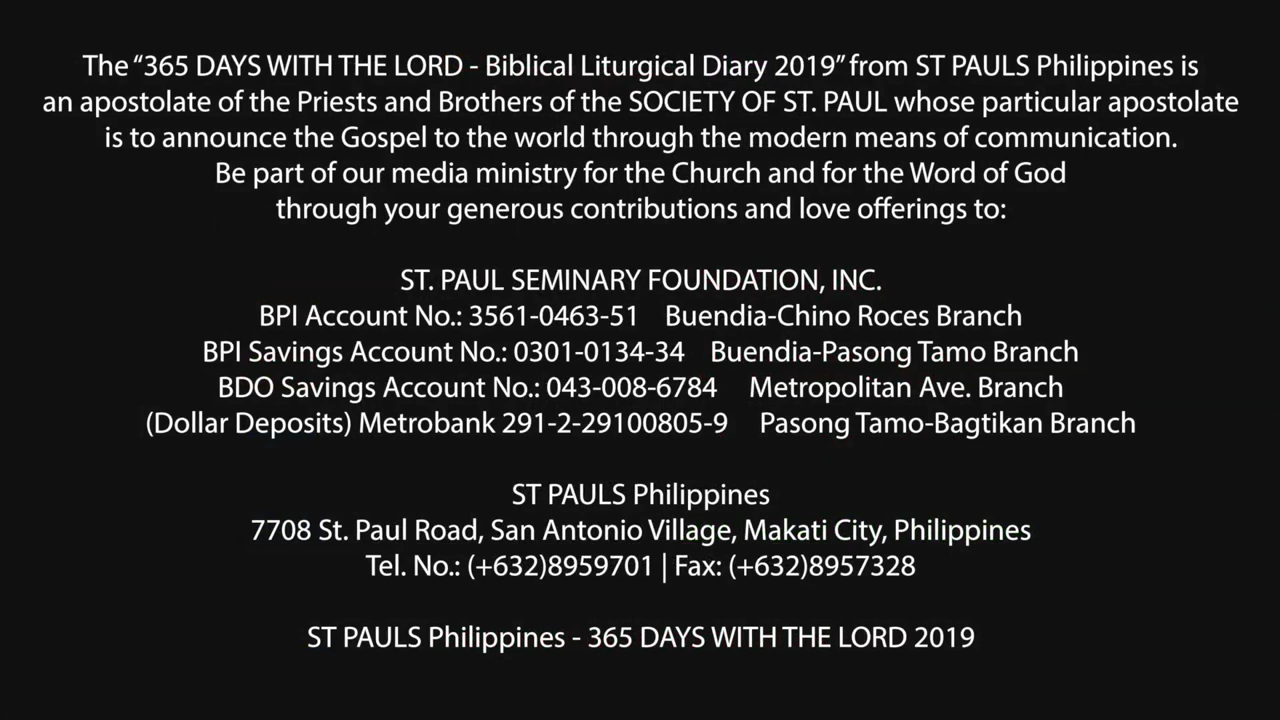 The “365 DAYS WITH THE LORD - Biblical Liturgical Diary 2019” from ST PAULS Philippines is
an apostolate of the Priests and Brothers of the SOCIETY OF ST. PAUL whose particular apostolate
is to announce the Gospel to the world through the modern means of communication.
Be part of our media ministry for the Church and for the Word of God
through your generous contributions and love offerings to:
ST. PAUL SEMINARY FOUNDATION, INC.
BPI Account No.: 3561-0463-51 Buendia-Chino Roces Branch
BPI Savings Account No.: 0301-0134-34 Buendia-Pasong Tamo Branch
BDO Savings Account No.: 043-008-6784 Metropolitan Ave. Branch
(Dollar Deposits) Metrobank 291-2-29100805-9 Pasong Tamo-Bagtikan Branch
ST PAULS Philippines
7708 St. Paul Road, San Antonio Village, Makati City, Philippines
Tel. No.: (+632)8959701 | Fax: (+632)8957328
ST PAULS Philippines - 365 DAYS WITH THE LORD 2019